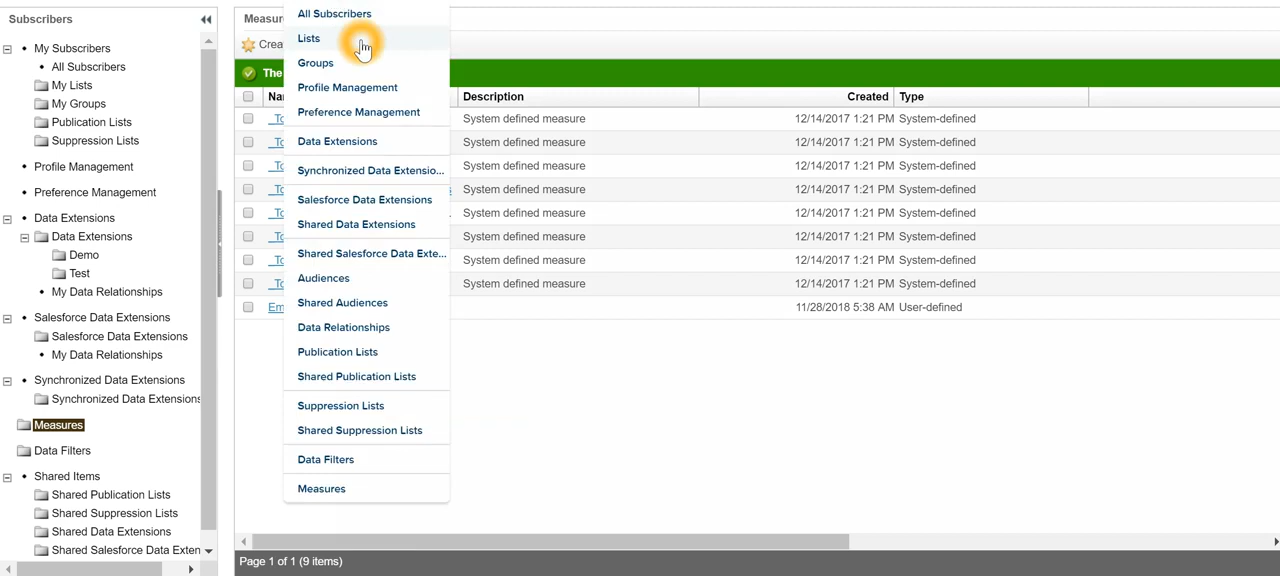 Subscribers
My Subscribers
All Subscribers
My Lists
My Groups
Publication Lists
Suppression Lists
Profile Management
Preference Management
Data Extensions
Data Extensions
Demo
Test
My Data Relationships
Salesforce Data Extensions
Salesforce Data Extensions
My Data Relationships
Synchronized Data Extensions
Synchronized Data Extensions
Measures
Data Filters
Shared Items
Shared Publication Lists
Shared Suppression Lists
Shared Data Extensions
Shared Salesforce Data Exten
All Subscribers
Lists
Groups
Profile Management
Preference Management
Data Extensions
Synchronized Data Extensio...
Salesforce Data Extensions
Shared Data Extensions
Shared Salesforce Data Exte...
Audiences
Shared Audiences
Data Relationships
Publication Lists
Shared Publication Lists
Suppression Lists
Shared Suppression Lists
Data Filters
Measures
The
Description Created Type
System defined measure 12/14/2017 1:21 PM System-defined
System defined measure 12/14/2017 1:21 PM System-defined
System defined measure 12/14/2017 1:21 PM System-defined
System defined measure 12/14/2017 1:21 PM System-defined
System defined measure 12/14/2017 1:21 PM System-defined
System defined measure 12/14/2017 1:21 PM System-defined
System defined measure 12/14/2017 1:21 PM System-defined
System defined measure 12/14/2017 1:21 PM System-defined
11/28/2018 5:38 AM User-defined
Page 1 of 1 (9 items)